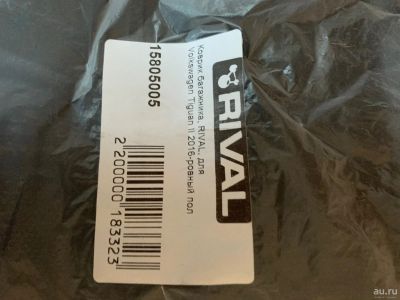 RIVAL
Коврик багажника, RIVAL, для
Volkswagen Tiguan II 2016-ровный пол
15805005
2 200000 183323
au.ru